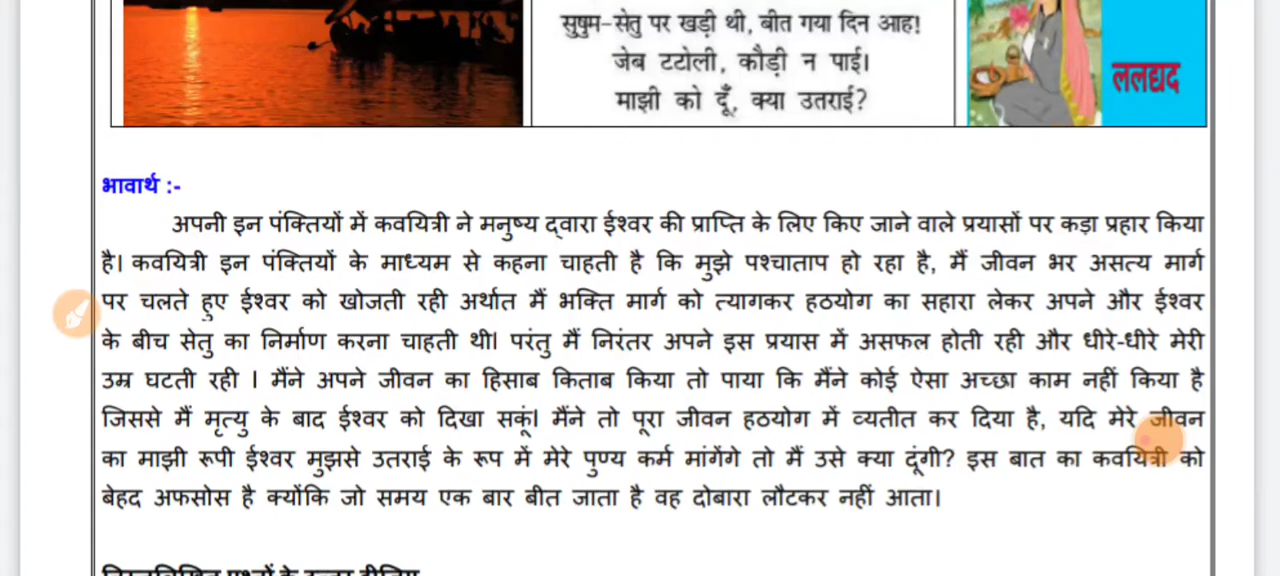 सुषुम-सेतु पर खड़ी थी, बीत गया दिन आह!
जेब टटोली, कौड़ी न पाई।
माझी को दूँ, क्या उतराई?
ललद्यद
भावार्थ :-
अपनी इन पंक्तियों में कवयित्री ने मनुष्य द्वारा ईश्वर की प्राप्ति के लिए किए जाने वाले प्रयासों पर कड़ा प्रहार किया
है। कवयित्री इन पंक्तियों के माध्यम से कहना चाहती है कि मुझे पश्चाताप हो रहा है, मैं जीवन भर असत्य मार्ग
पर चलते हुए ईश्वर को खोजती रही अर्थात मैं भक्ति मार्ग को त्यागकर हठयोग का सहारा लेकर अपने और ईश्वर
के बीच सेतु का निर्माण करना चाहती थी। परंतु मैं निरंतर अपने इस प्रयास में असफल होती रही और धीरे-धीरे मेरी
उम्र घटती रही । मैंने अपने जीवन का हिसाब किताब किया तो पाया कि मैंने कोई ऐसा अच्छा काम नहीं किया है
जिससे मैं मृत्यु के बाद ईश्वर को दिखा सकूं। मैंने तो पूरा जीवन हठयोग में व्यतीत कर दिया है, यदि मेरे जीवन
का माझी रूपी ईश्वर मुझसे उतराई के रूप में मेरे पुण्य कर्म मांगेंगे तो मैं उसे क्या दूंगी? इस बात का कवयित्री को
बेहद अफसोस है क्योंकि जो समय एक बार बीत जाता है वह दोबारा लौटकर नहीं आता।
निम्नलिखित प्रश्नों के उत्तर दीजिए